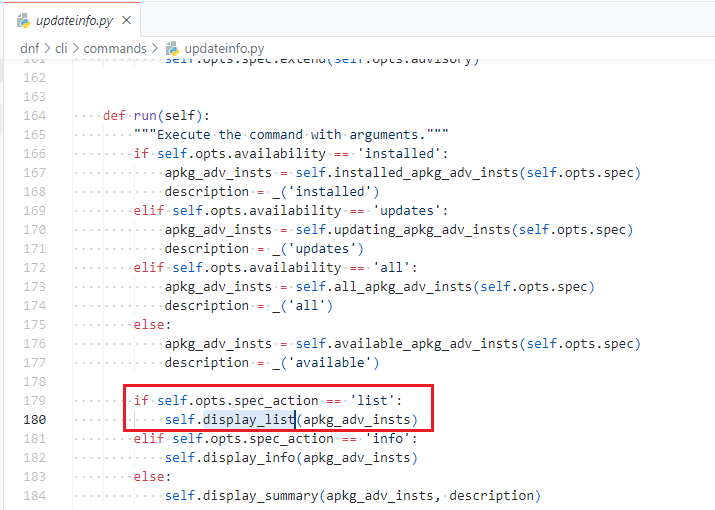 updateinfo.py ×
dnf > cli > commands > updateinfo.py
161 self.opts.spec.extend(self.opts.advisory)
162
163
164 def run(self):
165 """Execute the command with arguments."""
166 if self.opts.availability == 'installed':
167 apkg_adv_insts = self.installed_apkg_adv_insts(self.opts.spec)
168 description = _('installed')
169 elif self.opts.availability == 'updates':
170 apkg_adv_insts = self.updating_apkg_adv_insts(self.opts.spec)
171 description = _('updates')
172 elif self.opts.availability == 'all':
173 apkg_adv_insts = self.all_apkg_adv_insts(self.opts.spec)
174 description = _('all')
175 else:
176 apkg_adv_insts = self.available_apkg_adv_insts(self.opts.spec)
177 description = _('available')
178
179 if self.opts.spec_action == 'list':
180 self.display_list(apkg_adv_insts)
181 elif self.opts.spec_action == 'info':
182 self.display_info(apkg_adv_insts)
183 else:
184 self.display_summary(apkg_adv_insts, description)